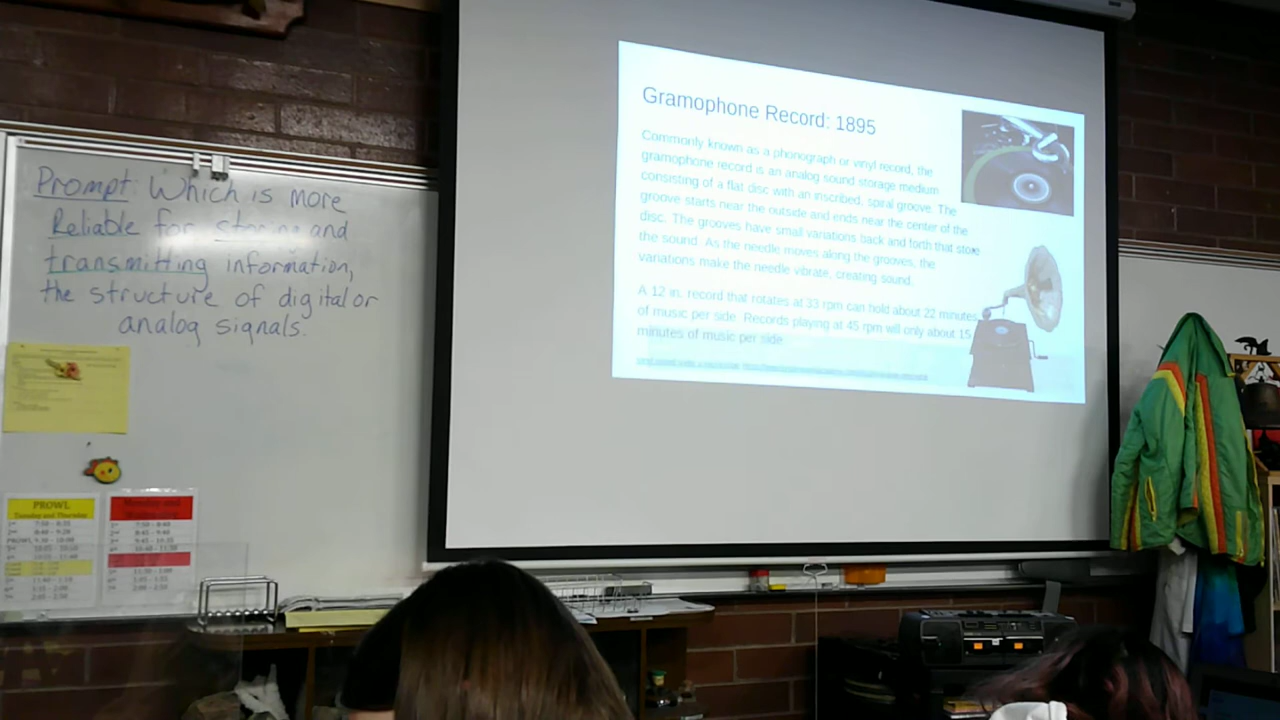 Prompt: Which is more
Reliable for storing and
transmitting information,
the structure of digital or
analog signals.
Gramophone Record: 1895
Commonly known as a phonograph or vinyl record, the
gramophone record is an analog sound storage medium
consisting of a flat disc with an inscribed, spiral groove. The
groove starts near the outside and ends near the center of the
disc. The grooves have small variations back and forth that store
the sound. As the needle moves along the grooves, the
variations make the needle vibrate, creating sound.
A 12 in. record that rotates at 33 rpm can hold about 22 minutes
of music per side. Records playing at 45 rpm will only about 15
minutes of music per side.
PROWL
Tuesday and Thursday
Monday and